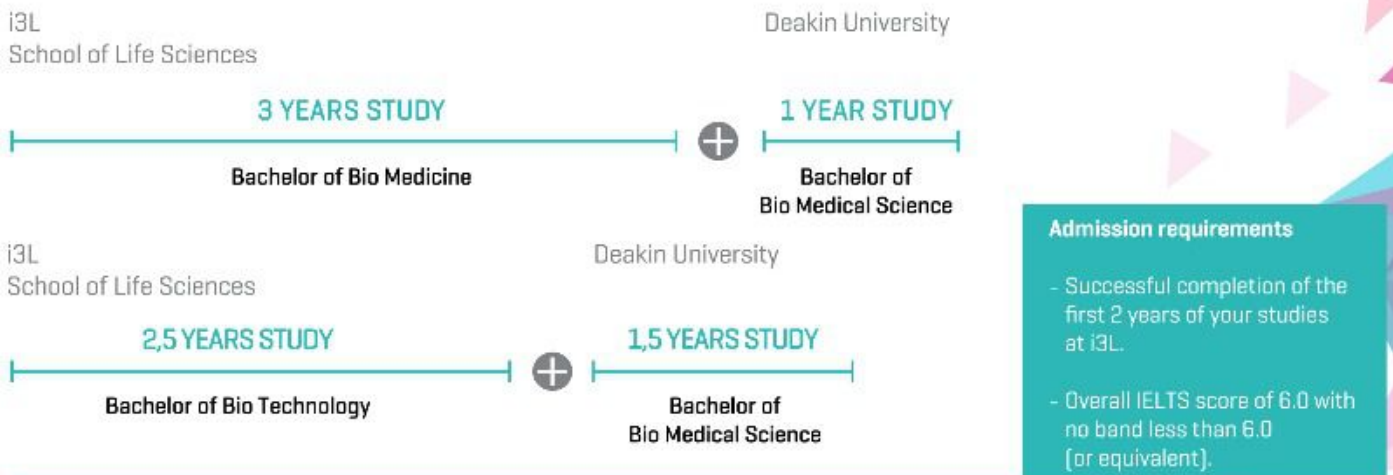 i3L
School of Life Sciences
Deakin University
3 YEARS STUDY
1 YEAR STUDY
Bachelor of Bio Medicine
Bachelor of
Bio Medical Science
i3L
School of Life Sciences
Deakin University
2,5 YEARS STUDY
1,5 YEARS STUDY
Bachelor of Bio Technology
Bachelor of
Bio Medical Science
Admission requirements
- Successful completion of the
first 2 years of your studies
at i3L.
- Overall IELTS score of 6.0 with
no band less than 6.0
(or equivalent).